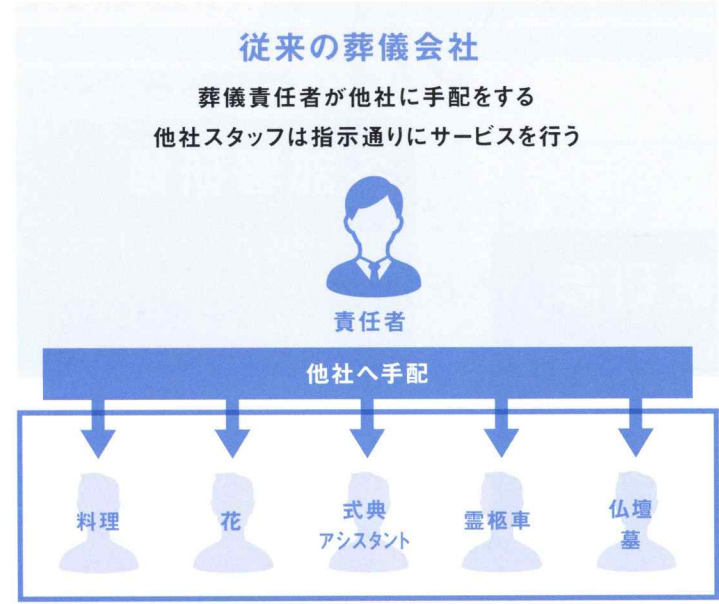 従来の葬儀会社
葬儀責任者が他社に手配をする
他社スタッフは指示通りにサービスを行う
責任者
他社へ手配
料理
花
式典
アシスタント
霊柩車
仏壇
墓